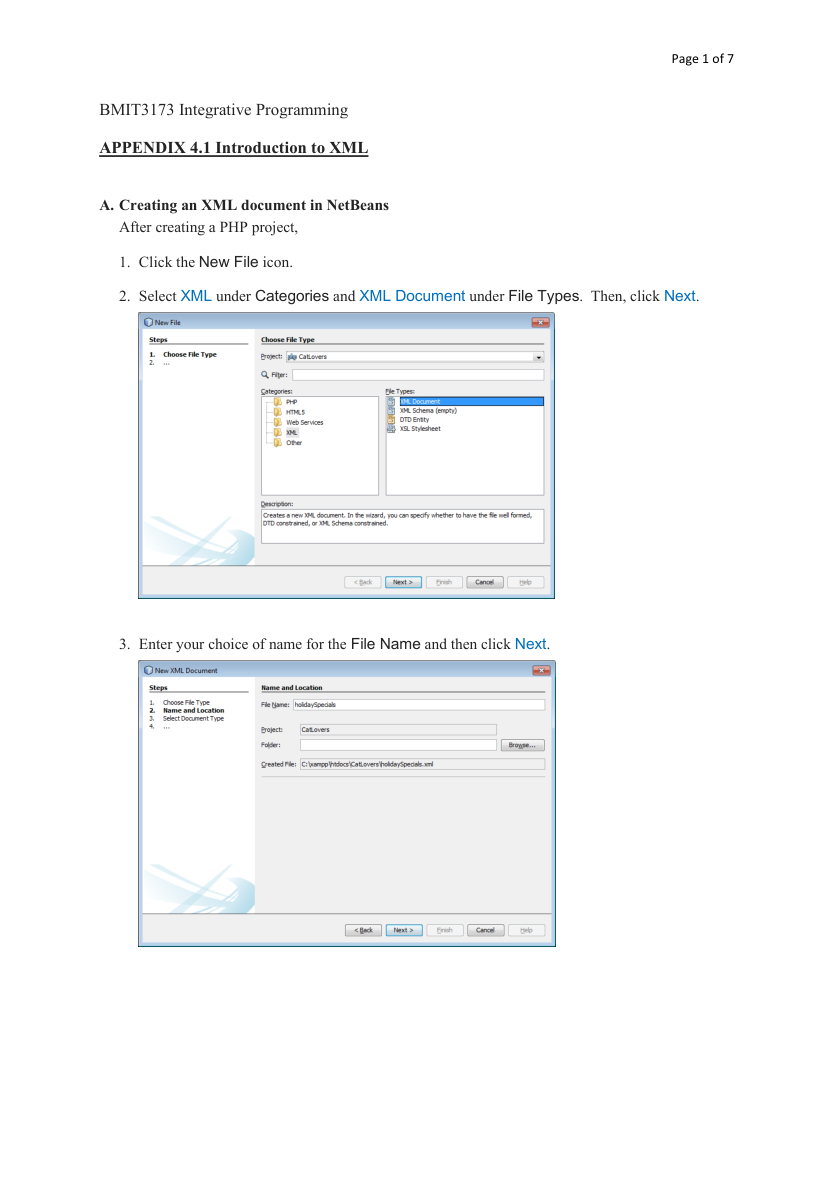 Page 1 of 7
BMIT3173 Integrative Programming
APPENDIX 4.1 Introduction to XML
A. Creating an XML document in NetBeans
After creating a PHP project,
1. Click the New File icon.
2. Select XML under Categories and XML Document under File Types. Then, click Next.
New File
Steps
1. Choose File Type
2. ...
Choose File Type
Project: php CatLovers
Filter:
Categories:
PHP
HTML5
Web Services
XML
Other
File Types:
XML Document
XML Schema (empty)
DTD Entity
XSL Stylesheet
Description:
Creates a new XML document. In the wizard, you can specify whether to have the file well formed,
DTD constrained, or XML Schema constrained.
< Back Next > Finish Cancel Help
3. Enter your choice of name for the File Name and then click Next.
New XML Document
Steps
1. Choose File Type
2. Name and Location
3. Select Document Type
4. ...
Name and Location
File Name: holidaySpecials
Project: CatLovers
Folder: Browse...
Created File: C:\xampp\htdocs\CatLovers\holidaySpecials.xml
< Back Next > Finish Cancel Help